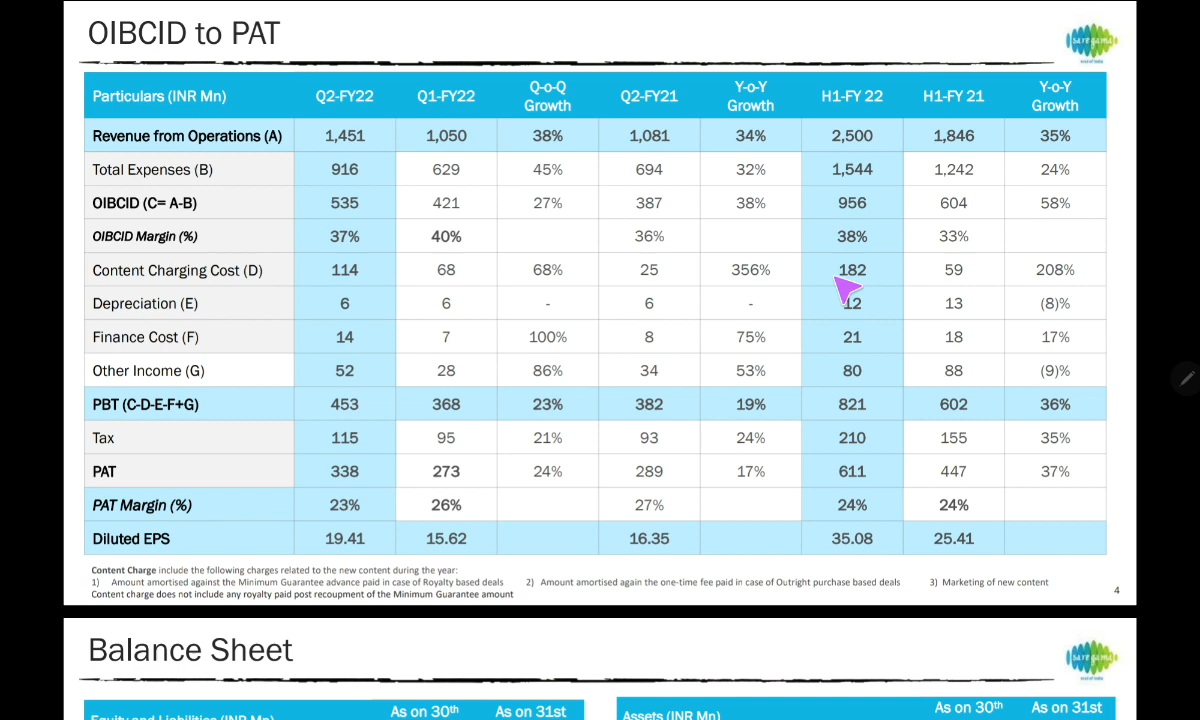 OIBCID to PAT
saregama
Particulars (INR Mn) Q2-FY22 Q1-FY22 Q-o-Q Growth Q2-FY21 Y-o-Y Growth H1-FY 22 H1-FY 21 Y-o-Y Growth
Revenue from Operations (A) 1,451 1,050 38% 1,081 34% 2,500 1,846 35%
Total Expenses (B) 916 629 45% 694 32% 1,544 1,242 24%
OIBCID (C= A-B) 535 421 27% 387 38% 956 604 58%
OIBCID Margin (%) 37% 40% 36% 38% 33%
Content Charging Cost (D) 114 68 68% 25 356% 182 59 208%
Depreciation (E) 6 6 - 6 - 12 13 (8)%
Finance Cost (F) 14 7 100% 8 75% 21 18 17%
Other Income (G) 52 28 86% 34 53% 80 88 (9)%
PBT (C-D-E-F+G) 453 368 23% 382 19% 821 602 36%
Tax 115 95 21% 93 24% 210 155 35%
PAT 338 273 24% 289 17% 611 447 37%
PAT Margin (%) 23% 26% 27% 24% 24%
Diluted EPS 19.41 15.62 16.35 35.08 25.41
Content Charge include the following charges related to the new content during the year:
1) Amount amortised against the Minimum Guarantee advance paid in case of Royalty based deals 2) Amount amortised again the one-time fee paid in case of Outright purchase based deals 3) Marketing of new content
Content charge does not include any royalty paid post recoupment of the Minimum Guarantee amount
4
Balance Sheet
saregama
Equity and Liabilities (INR Mn) As on 30th As on 31st Assets (INR Mn) As on 30th As on 31st